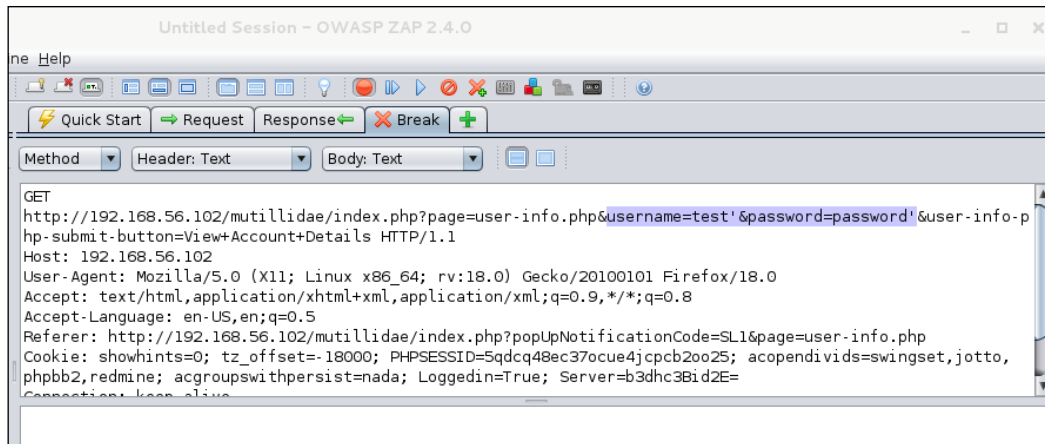 Untitled Session - OWASP ZAP 2.4.0
ne Help
Quick Start Request Response Break
Method Header: Text Body: Text
GET
http://192.168.56.102/mutillidae/index.php?page=user-info.php&username=test'&password=password'&user-info-p
hp-submit-button=View+Account+Details HTTP/1.1
Host: 192.168.56.102
User-Agent: Mozilla/5.0 (X11; Linux x86_64; rv:18.0) Gecko/20100101 Firefox/18.0
Accept: text/html,application/xhtml+xml,application/xml;q=0.9,*/*;q=0.8
Accept-Language: en-US,en;q=0.5
Referer: http://192.168.56.102/mutillidae/index.php?popUpNotificationCode=SL1&page=user-info.php
Cookie: showhints=0; tz_offset=-18000; PHPSESSID=5qdcq48ec37ocue4jcpcb2oo25; acopendivids=swingset,jotto,
phpbb2,redmine; acgroupswithpersist=nada; Loggedin=True; Server=b3dhc3Bid2E=
Connection: keep-alive